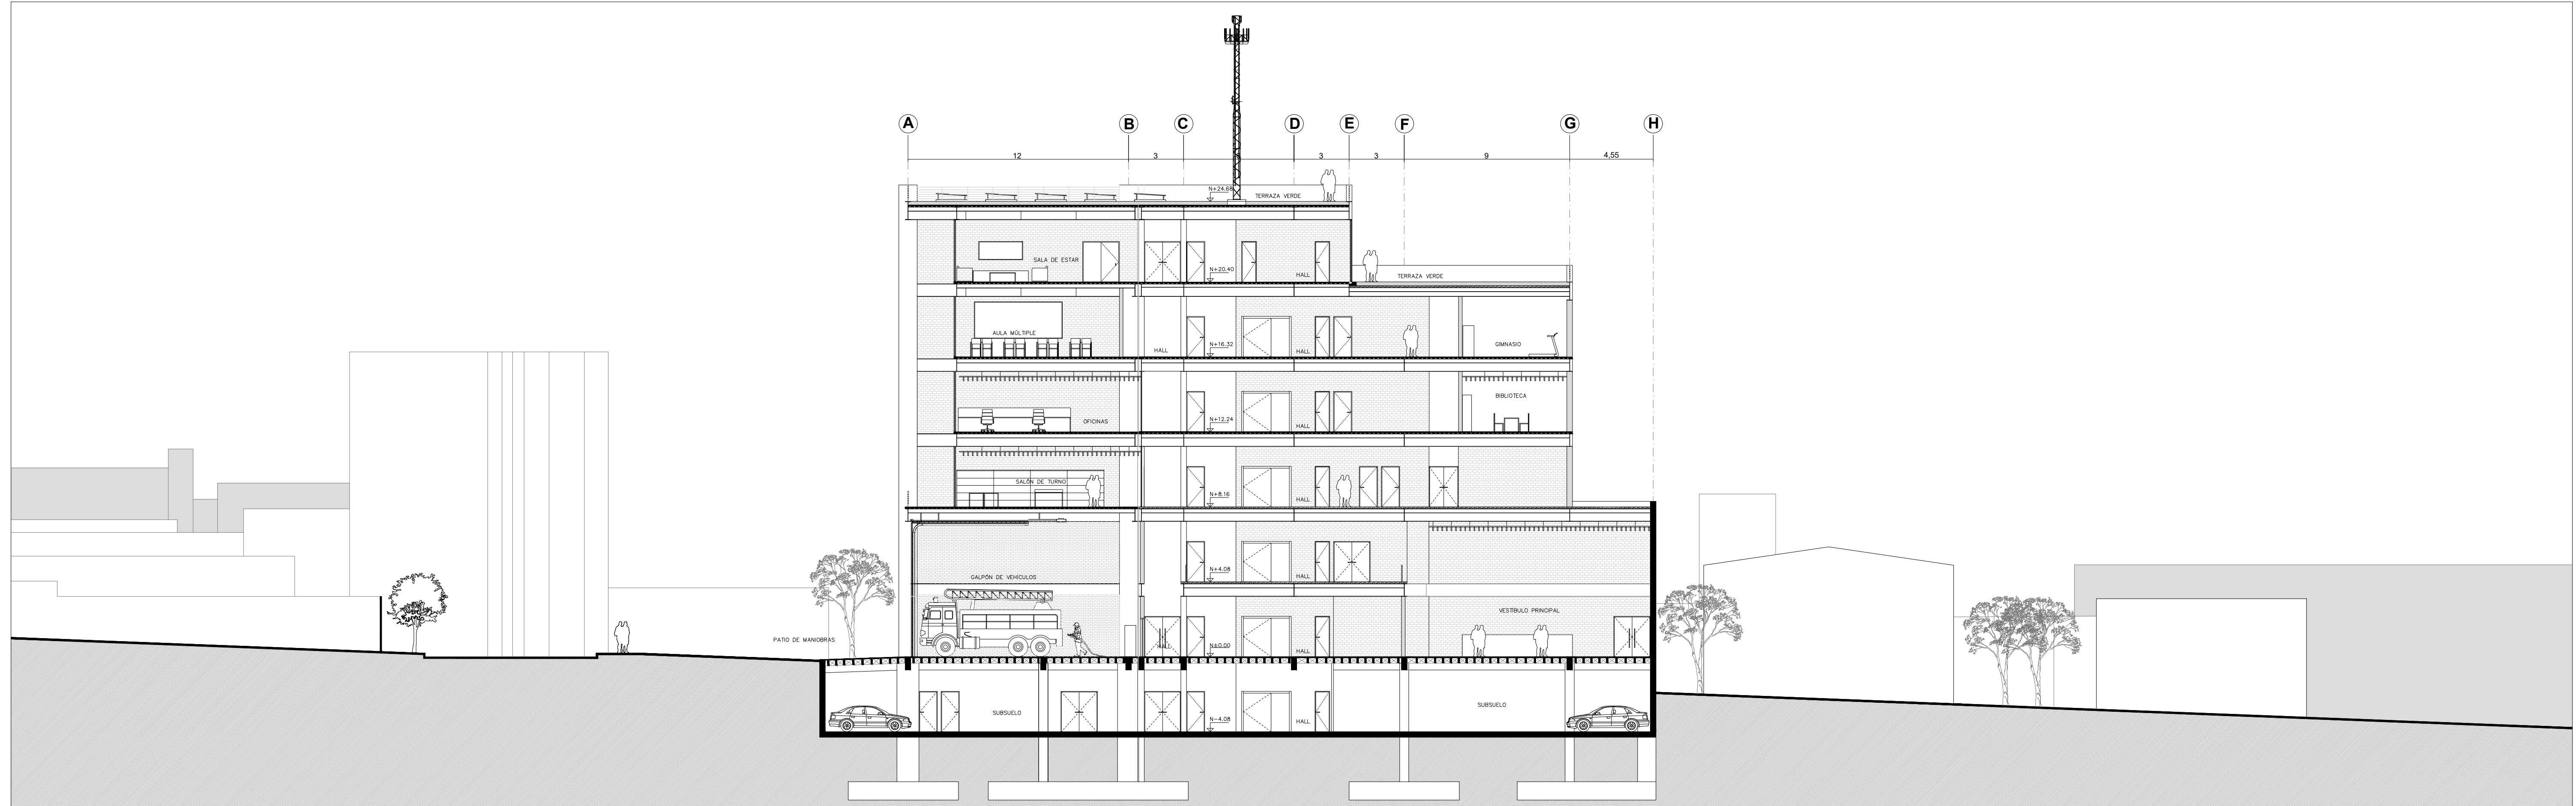 A B C D E F G H
12 3 3 3 9 4,55
N+24.68
TERRAZA VERDE
SALA DE ESTAR
N+20.40
HALL
TERRAZA VERDE
AULA MÚLTIPLE
HALL
N+16.32
HALL
GIMNASIO
OFICINAS
N+12.24
HALL
BIBLIOTECA
SALÓN DE TURNO
N+8.16
HALL
GALPÓN DE VEHÍCULOS
N+4.08
HALL
PATIO DE MANIOBRAS
HALL
N±0.00
HALL
VESTÍBULO PRINCIPAL
SUBSUELO
N-4.08
HALL
SUBSUELO